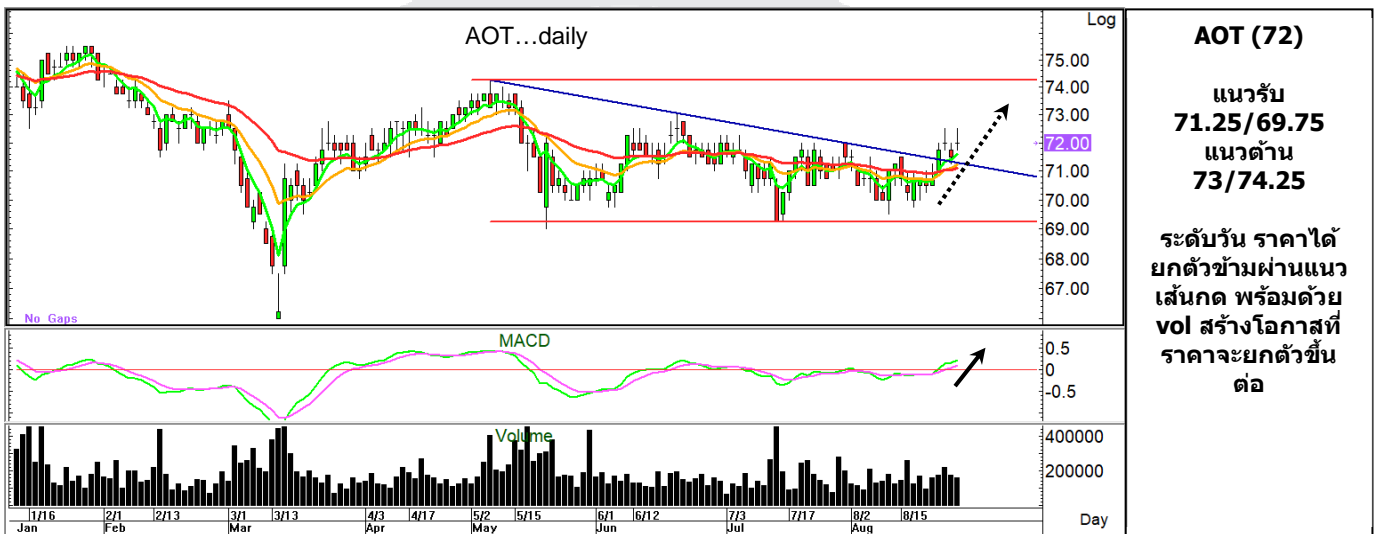 AOT...daily
Log
75.00
74.00
73.00
72.00
71.00
70.00
69.00
68.00
67.00
No Gaps
MACD
0.5
0
-0.5
Volume
400000
200000
1/16 2/1 2/13 3/1 3/13 4/3 4/17 5/2 5/15 6/1 6/12 7/3 7/17 8/2 8/15
Jan Feb Mar Apr May Jun Jul Aug
Day
AOT (72)
แนวรับ
71.25/69.75
แนวต้าน
73/74.25
ระดับวัน ราคาได้
ยกตัวข้ามผ่านแนว
เส้นกด พร้อมด้วย
vol สร้างโอกาสที่
ราคาจะยกตัวขึ้น
ต่อ